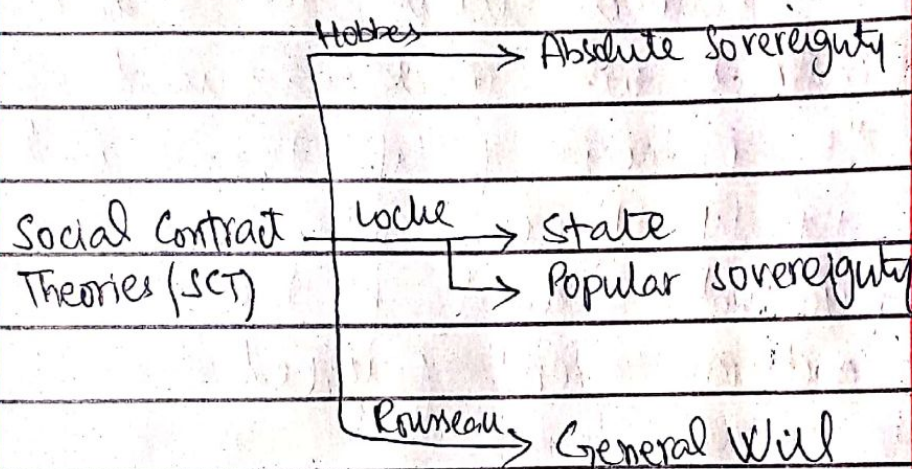 Hobbes
Absolute Sovereignty
Social Contract
Theories (SCT)
Locke
State
Popular sovereignty
Rousseau
General Will